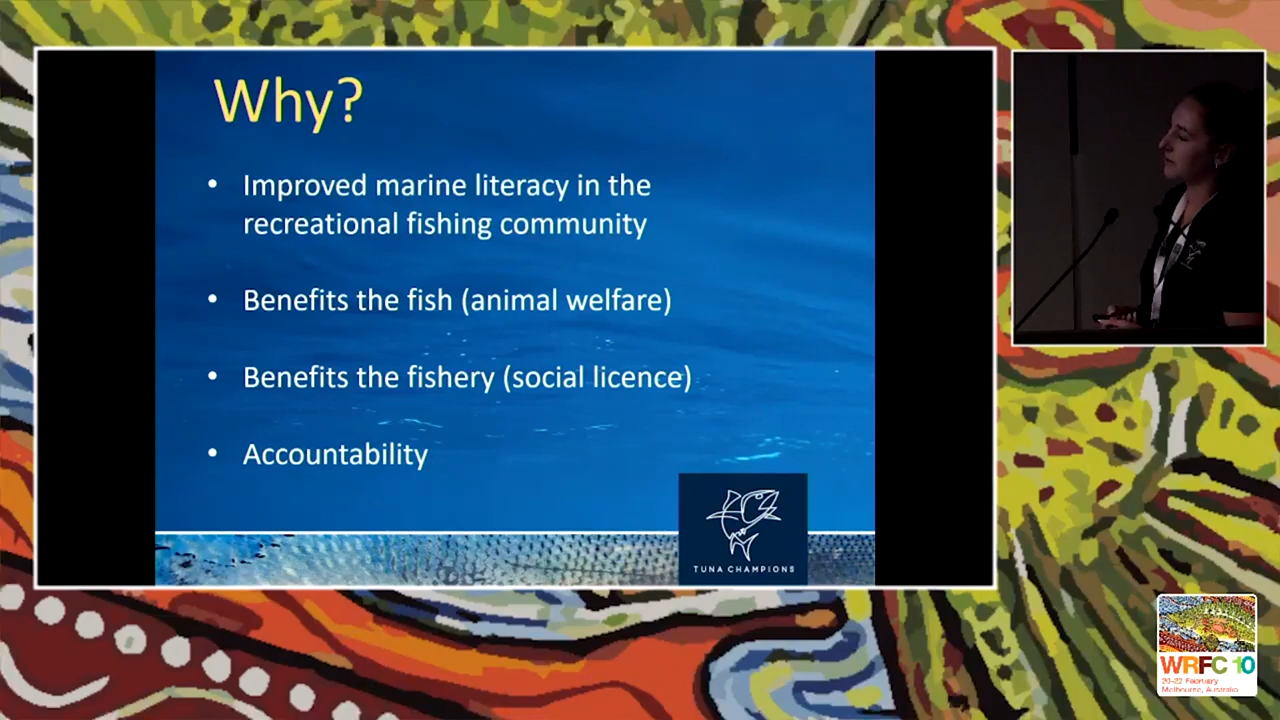 Why?
• Improved marine literacy in the
recreational fishing community
• Benefits the fish (animal welfare)
• Benefits the fishery (social licence)
• Accountability
TUNA CHAMPIONS
WRFC 10
20-22 February
Melbourne, Australia